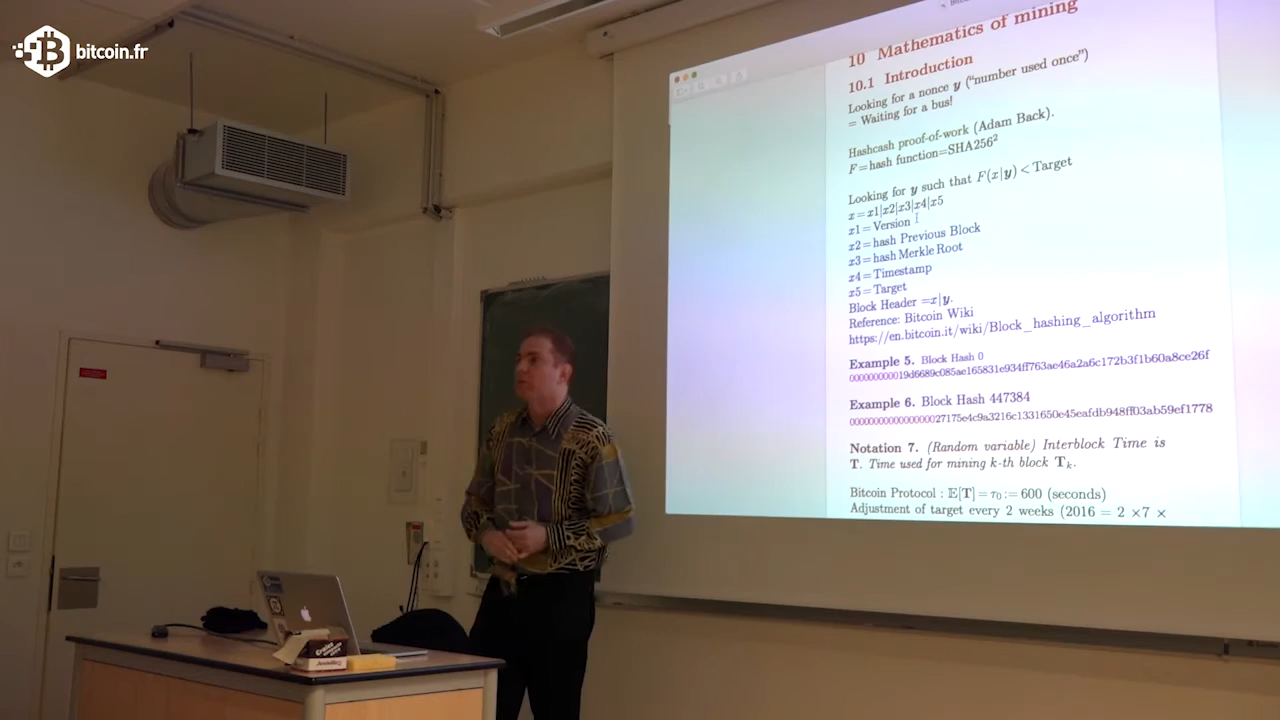 bitcoin.fr
10 Mathematics of mining
10.1 Introduction
Looking for a nonce y ("number used once")
= Waiting for a bus!
Hashcash proof-of-work (Adam Back).
F = hash function=SHA256²
Looking for y such that F(x|y) < Target
x = x1|x2|x3|x4|x5
x1 = Version
x2 = hash Previous Block
x3 = hash Merkle Root
x4 = Timestamp
x5 = Target
Block Header =x|y.
Reference: Bitcoin Wiki
https://en.bitcoin.it/wiki/Block_hashing_algorithm
Example 5. Block Hash 0
000000000019d6689c085ae165831e934ff763ae46a2a6c172b3f1b60a8ce26f
Example 6. Block Hash 447384
Notation 7. (Random variable) Interblock Time is
T. Time used for mining k-th block Tₖ.
Bitcoin Protocol : 𝔼[T] = τ₀ := 600 (seconds)
Adjustment of target every 2 weeks (2016 = 2 ×7 ×